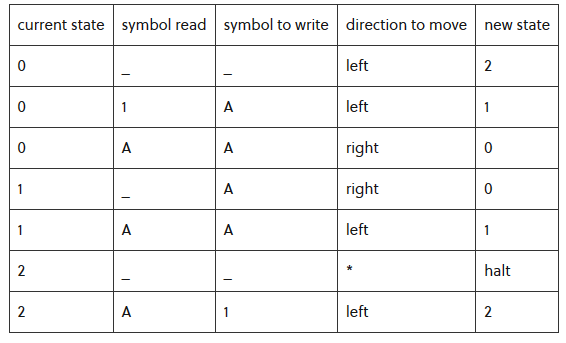 current state symbol read symbol to write direction to move new state
0 _ _ left 2
0 1 A left 1
0 A A right 0
1 _ A right 0
1 A A left 1
2 _ _ * halt
2 A 1 left 2